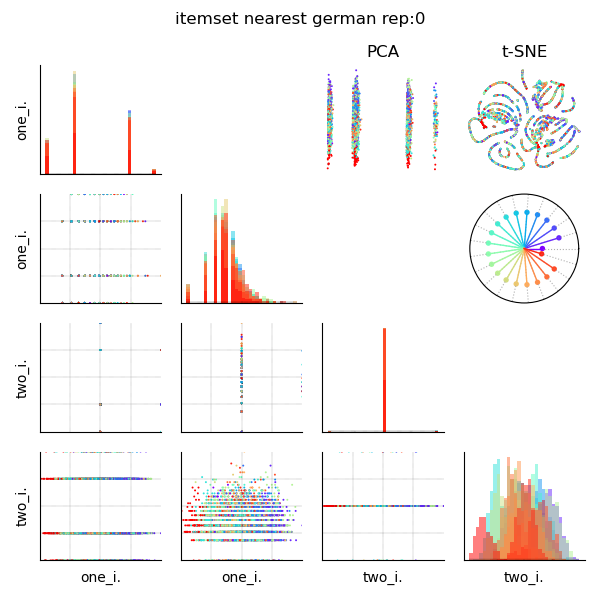 itemset nearest german rep:0
PCA
t-SNE
one_i.
one_i.
two_i.
two_i.
one_i.
one_i.
two_i.
two_i.